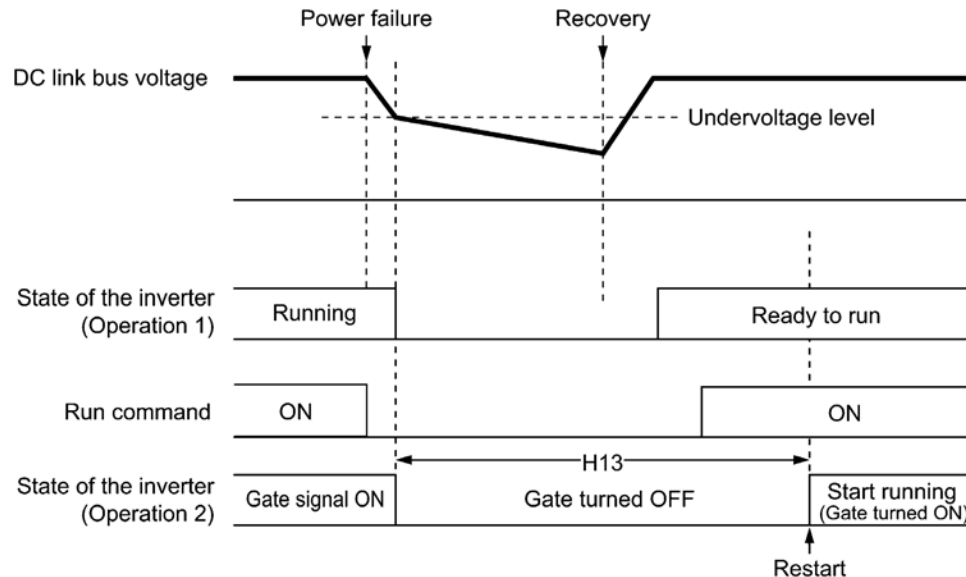 Power failure
Recovery
DC link bus voltage
Undervoltage level
State of the inverter
(Operation 1)
Running
Ready to run
Run command
ON
ON
H13
State of the inverter
(Operation 2)
Gate signal ON
Gate turned OFF
Start running
(Gate turned ON)
Restart